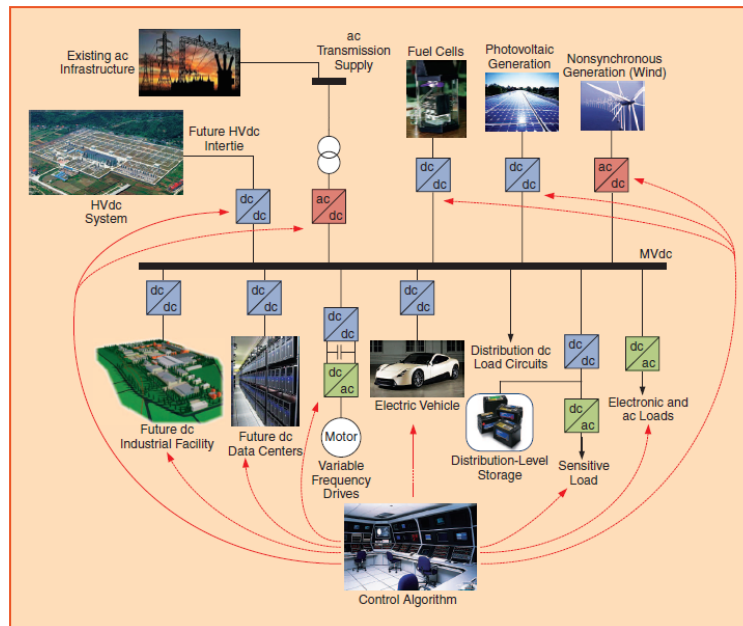 Existing ac
Infrastructure
ac
Transmission
Supply
Fuel Cells
Photovoltaic
Generation
Nonsynchronous
Generation (Wind)
Future HVdc
Intertie
HVdc
System
dc
dc
ac
dc
dc
dc
dc
dc
ac
dc
MVdc
dc
dc
dc
dc
dc
dc
dc
dc
dc
dc
dc
ac
dc
ac
dc
ac
Motor
Future dc
Industrial Facility
Future dc
Data Centers
Variable
Frequency
Drives
Electric Vehicle
Distribution dc
Load Circuits
Distribution-Level
Storage
Sensitive
Load
Electronic and
ac Loads
Control Algorithm